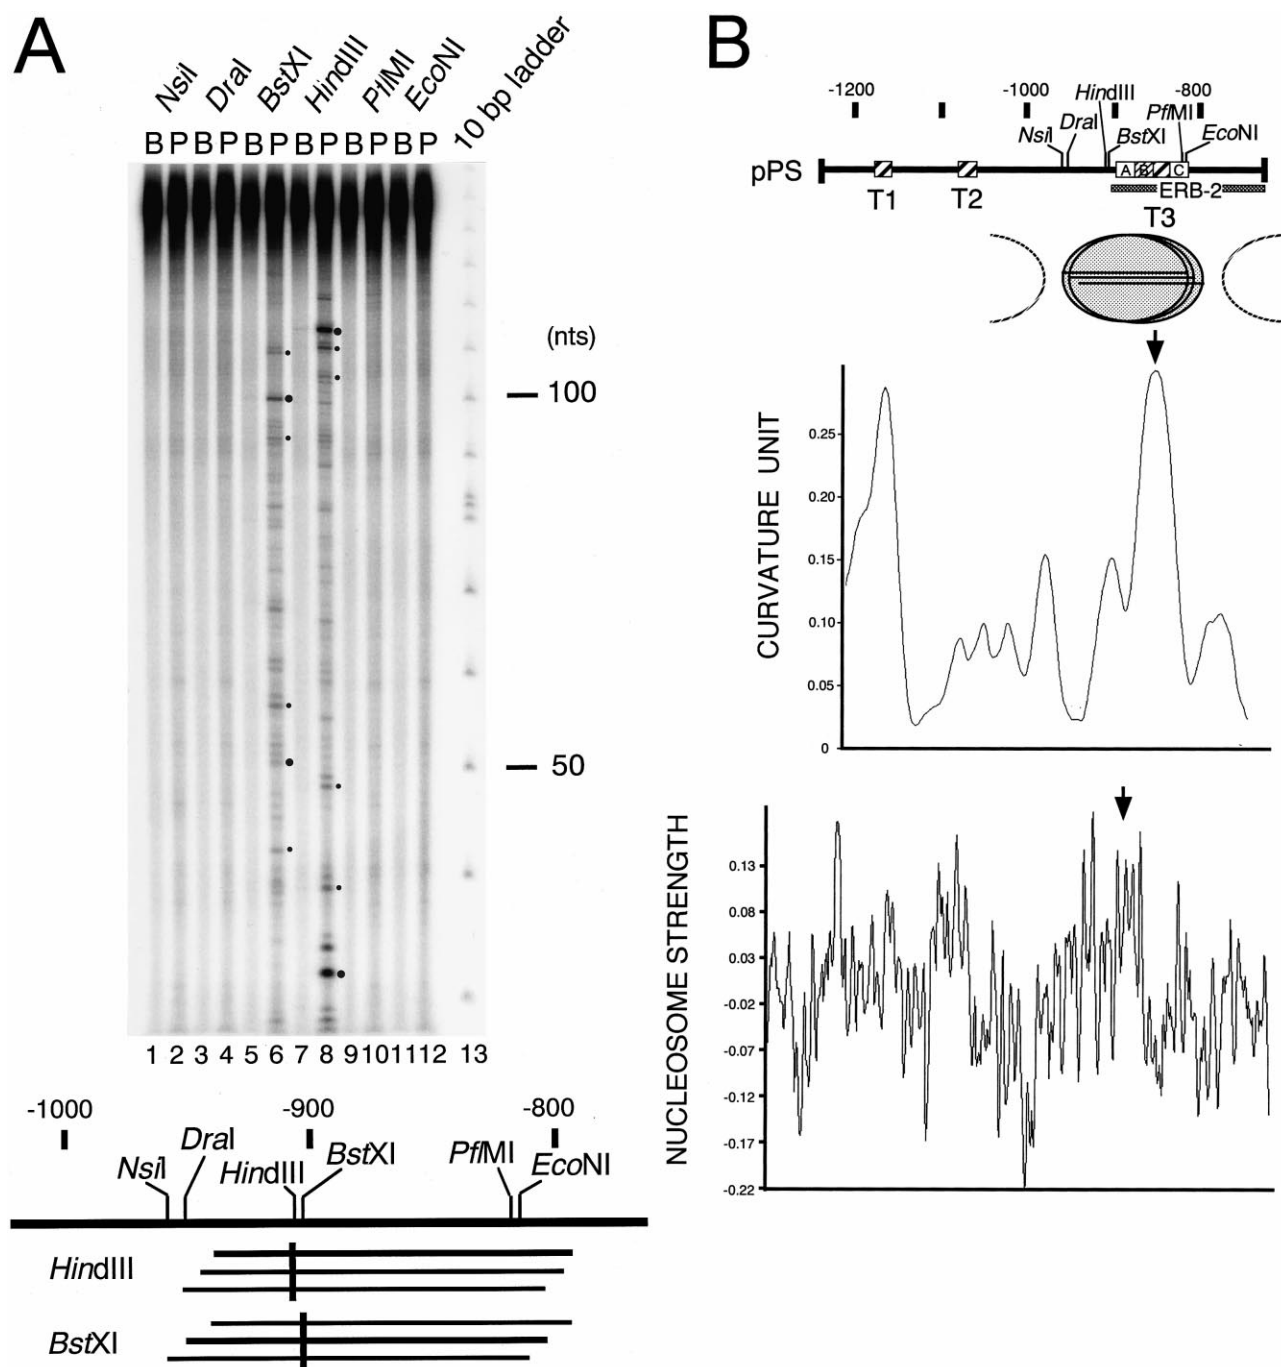 A
NsiI DraI BstXI HindIII PflMI EcoNI 10 bp ladder
B P B P B P B P B P B P
(nts)
100
50
1 2 3 4 5 6 7 8 9 10 11 12 13
-1000 -900 -800
NsiI DraI HindIII BstXI PflMI EcoNI
HindIII
BstXI
B
-1200 -1000 -800
NsiI DraI HindIII BstXI PflMI EcoNI
pPS A B C
ERB-2
T1 T2 T3
CURVATURE UNIT
0.25
0.20
0.15
0.10
0.05
0
NUCLEOSOME STRENGTH
0.13
0.08
0.03
-0.02
-0.07
-0.12
-0.17
-0.22